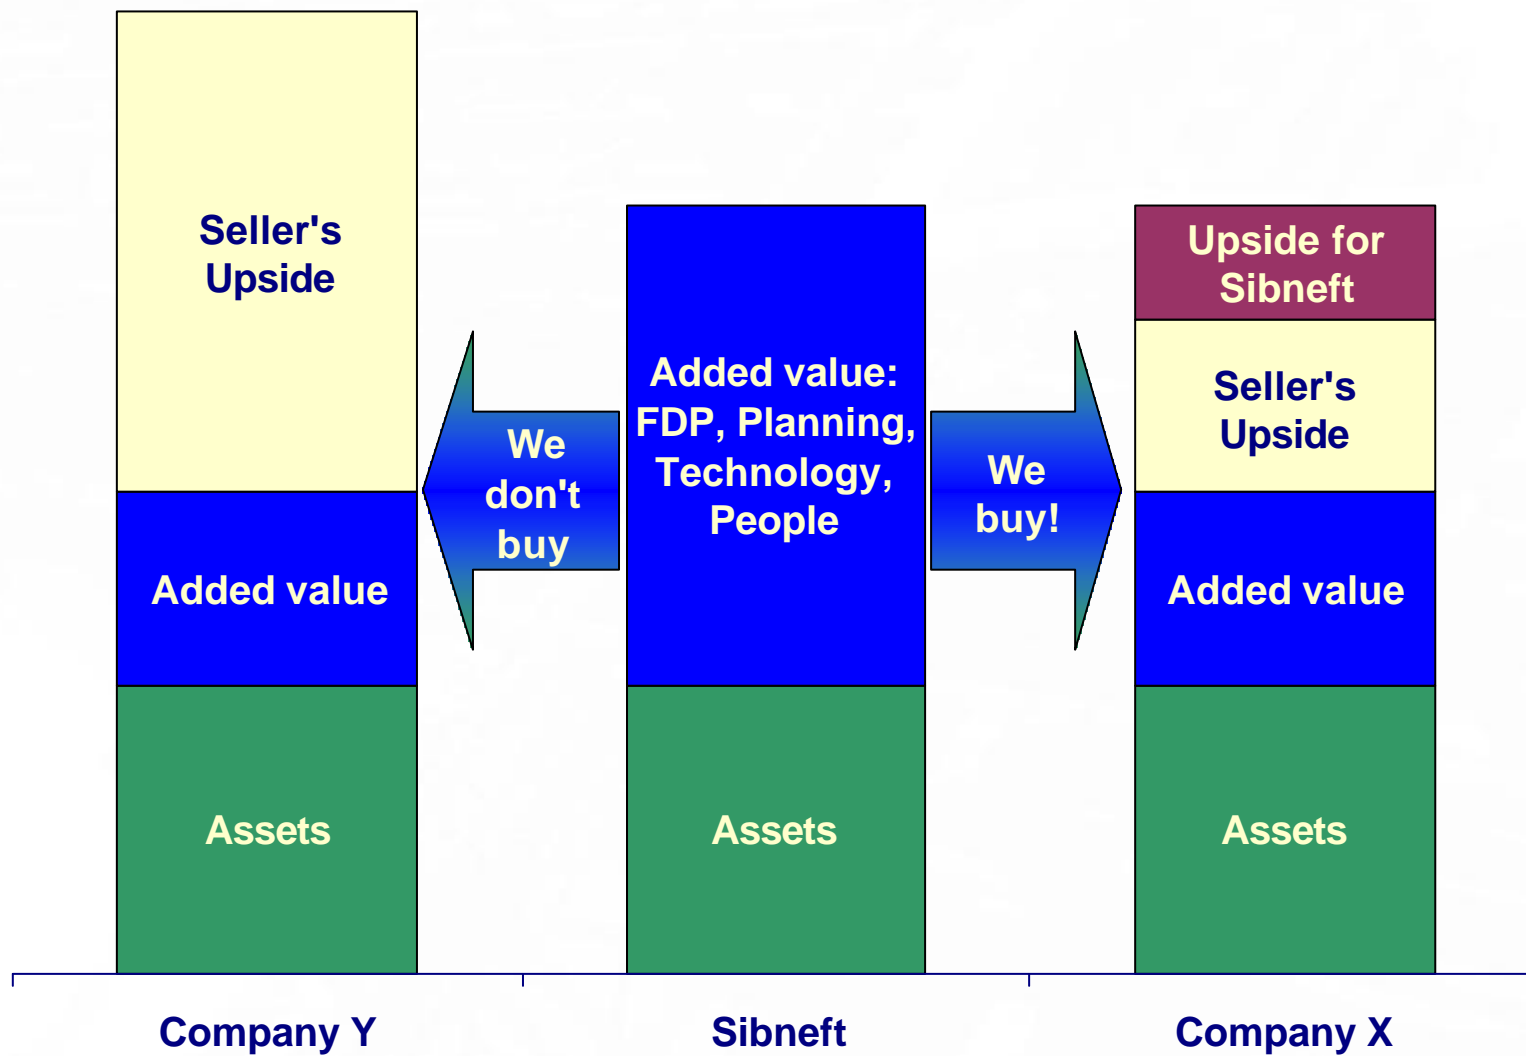 Seller's
Upside
Added value
Assets
We
don't
buy
Added value:
FDP, Planning,
Technology,
People
Assets
We
buy!
Upside for
Sibneft
Seller's
Upside
Added value
Assets
Company Y
Sibneft
Company X